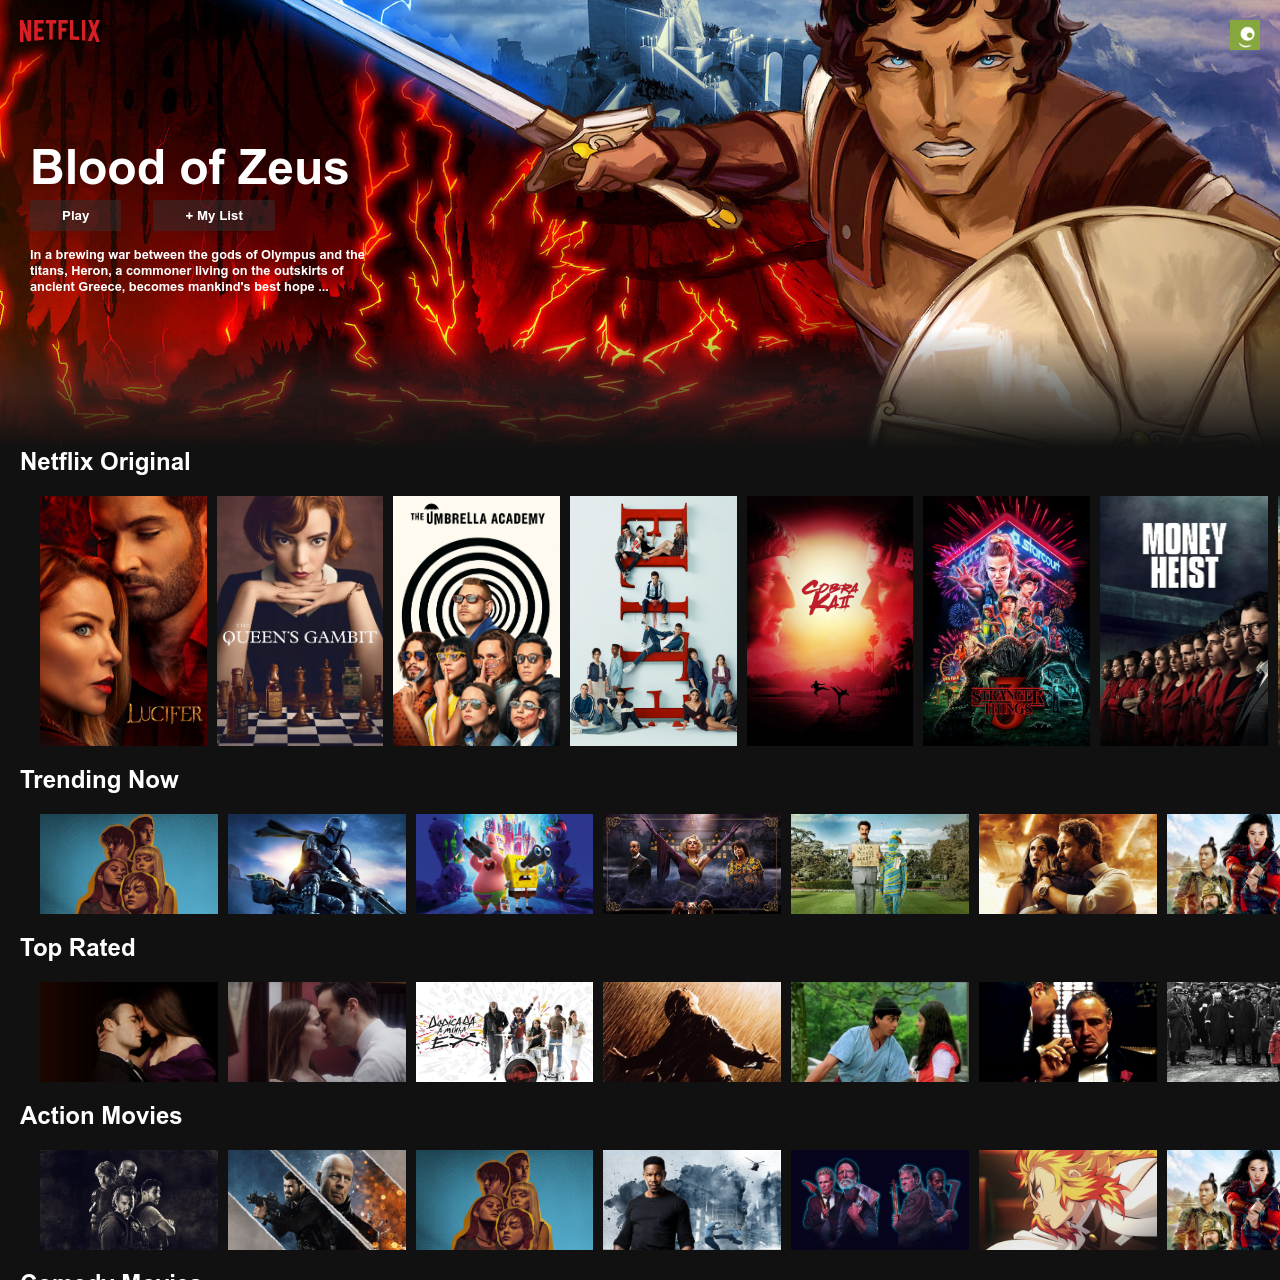 NETFLIX
Blood of Zeus
Play
+ My List
In a brewing war between the gods of Olympus and the
titans, Heron, a commoner living on the outskirts of
ancient Greece, becomes mankind's best hope ...
Netflix Original
LUCIFER
THE
QUEEN'S GAMBIT
THE UMBRELLA ACADEMY
ELITE
COBRA
KAI
starcourt
STRANGER
THINGS
3
MONEY
HEIST
Trending Now
Top Rated
DEDICADA
A MINHA
EX
Action Movies
Comedy Movies